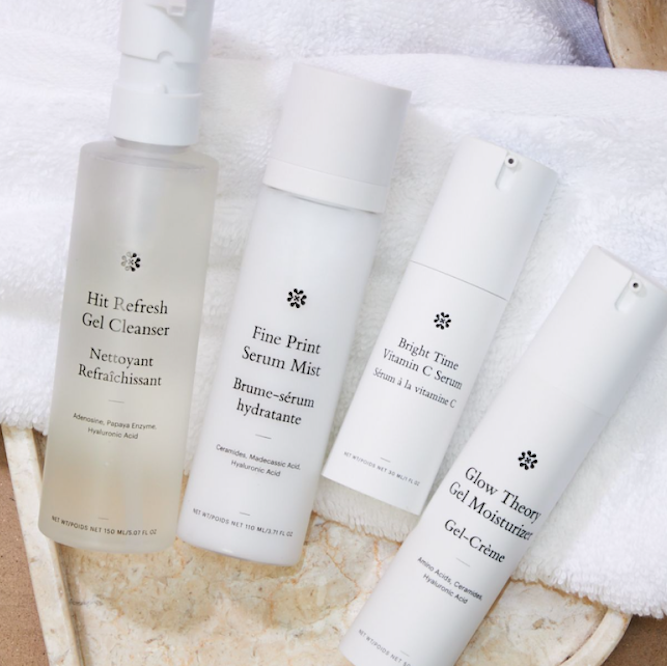 Hit Refresh
Gel Cleanser
Nettoyant
Refraîchissant
Adenosine, Papaya Enzyme,
Hyaluronic Acid
NET WT/POIDS NET 150 ML/5.07 FL OZ
Fine Print
Serum Mist
Brume-sérum
hydratante
Ceramides, Madecassic Acid,
Hyaluronic Acid
NET WT/POIDS NET 110 ML/3.71 FL OZ
Bright Time
Vitamin C Serum
Sérum à la vitamine C
NET WT/POIDS NET 30 ML/1 FL OZ
Glow Theory
Gel Moisturizer
Gel-Crème
Amino Acids, Ceramides,
Hyaluronic Acid
NET WT/POIDS NET